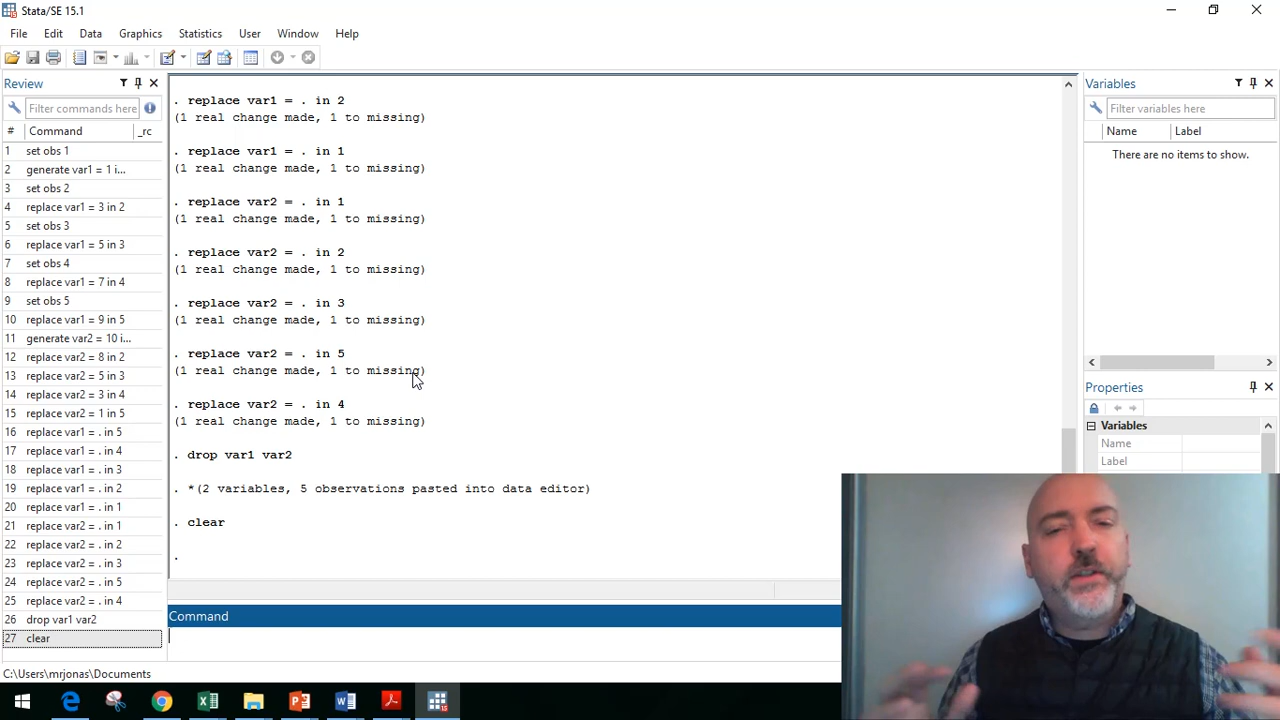 Stata/SE 15.1
File Edit Data Graphics Statistics User Window Help
Review
Filter commands here
# Command _rc
1 set obs 1
2 generate var1 = 1 i...
3 set obs 2
4 replace var1 = 3 in 2
5 set obs 3
6 replace var1 = 5 in 3
7 set obs 4
8 replace var1 = 7 in 4
9 set obs 5
10 replace var1 = 9 in 5
11 generate var2 = 10 i...
12 replace var2 = 8 in 2
13 replace var2 = 5 in 3
14 replace var2 = 3 in 4
15 replace var2 = 1 in 5
16 replace var1 = . in 5
17 replace var1 = . in 4
18 replace var1 = . in 3
19 replace var1 = . in 2
20 replace var1 = . in 1
21 replace var2 = . in 1
22 replace var2 = . in 2
23 replace var2 = . in 3
24 replace var2 = . in 5
25 replace var2 = . in 4
26 drop var1 var2
27 clear
. replace var1 = . in 2
(1 real change made, 1 to missing)
. replace var1 = . in 1
(1 real change made, 1 to missing)
. replace var2 = . in 1
(1 real change made, 1 to missing)
. replace var2 = . in 2
(1 real change made, 1 to missing)
. replace var2 = . in 3
(1 real change made, 1 to missing)
. replace var2 = . in 5
(1 real change made, 1 to missing)
. replace var2 = . in 4
(1 real change made, 1 to missing)
. drop var1 var2
. *(2 variables, 5 observations pasted into data editor)
. clear
.
Command
Variables
Filter variables here
Name Label
There are no items to show.
Properties
Variables
Name
Label
C:\Users\mrjonas\Documents